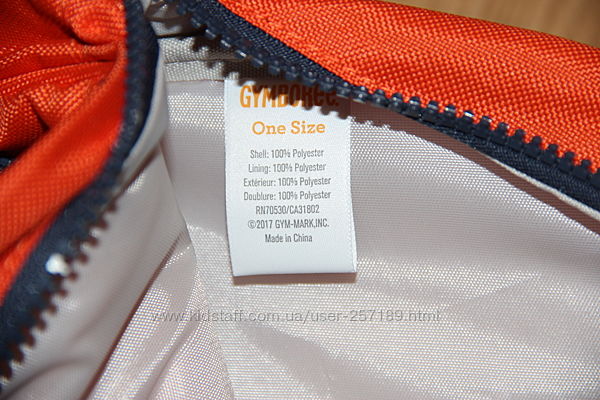 GYMBOREE
One Size
Shell: 100% Polyester
Lining: 100% Polyester
Extérieur: 100% Polyester
Doublure: 100% Polyester
RN70530/CA31802
©2017 GYM-MARK,INC.
Made in China
www.kidstaff.com.ua/user-257189.html